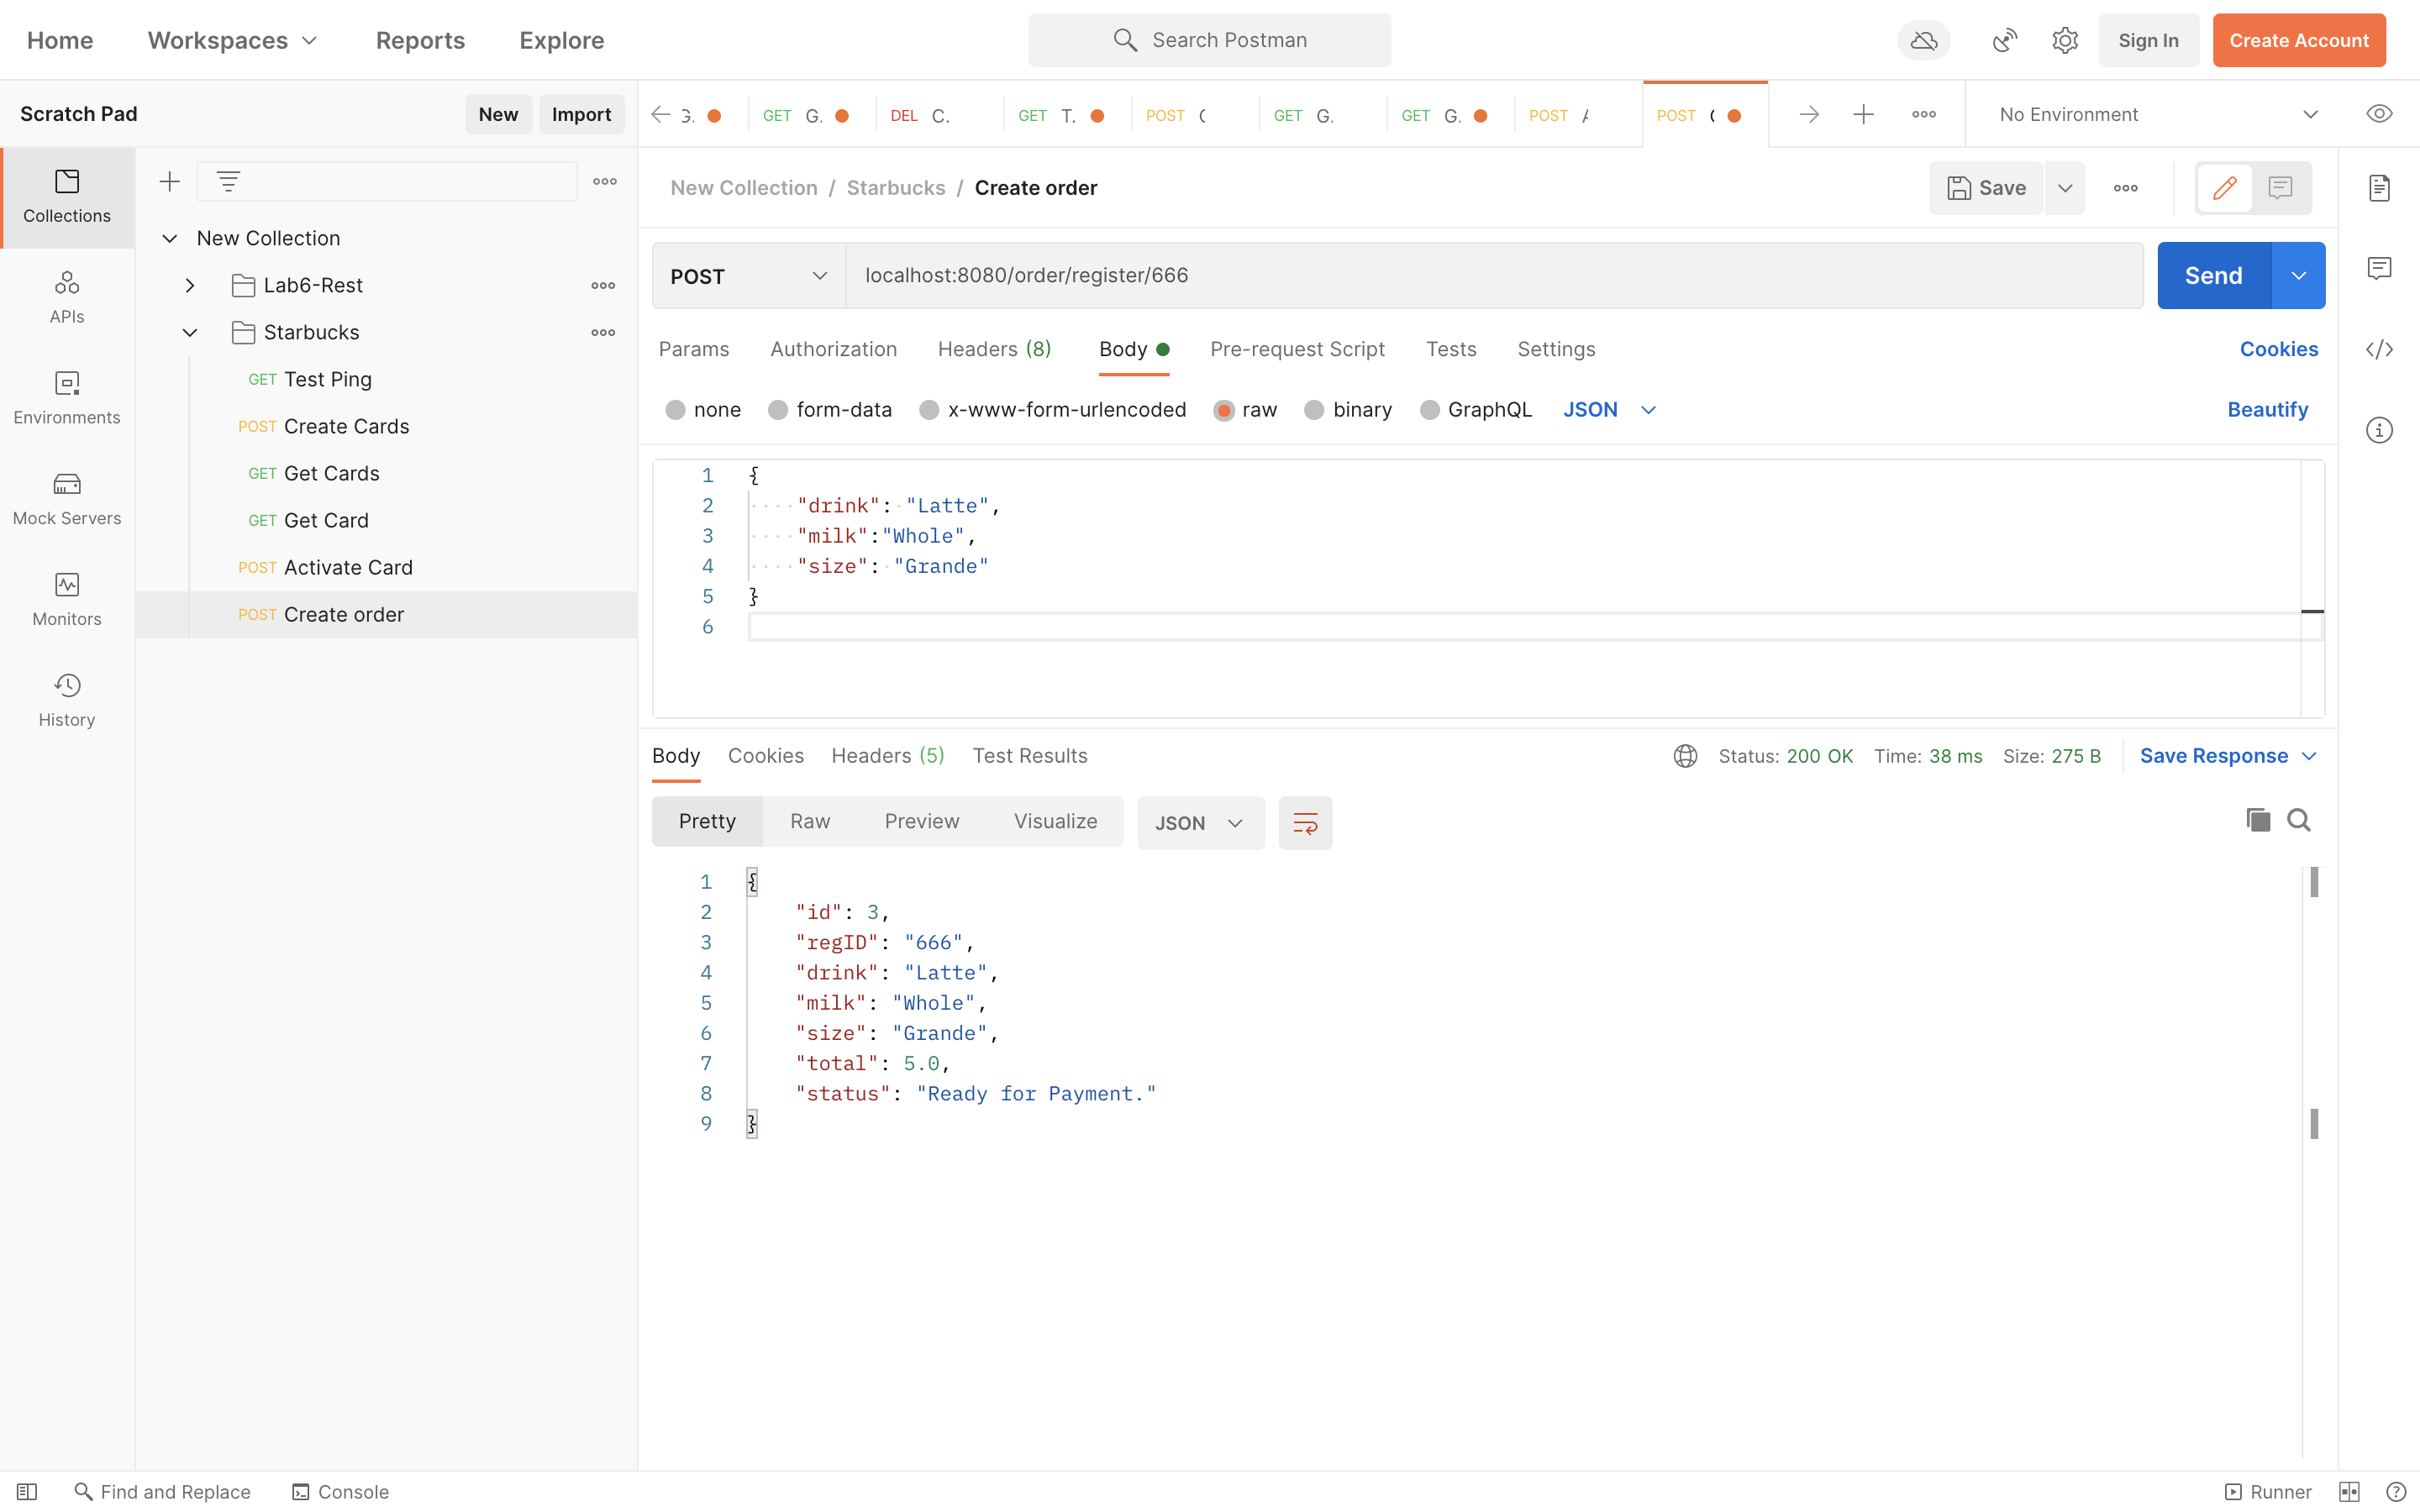 Home Workspaces Reports Explore Search Postman Sign In Create Account
Scratch Pad New Import
G. GET G. DEL C. GET T. POST GET G. GET G. POST POST No Environment
Collections
APIs
Environments
Mock Servers
Monitors
History
New Collection
Lab6-Rest
Starbucks
GET Test Ping
POST Create Cards
GET Get Cards
GET Get Card
POST Activate Card
POST Create order
New Collection / Starbucks / Create order Save
POST localhost:8080/order/register/666 Send
Params Authorization Headers (8) Body Pre-request Script Tests Settings Cookies
none form-data x-www-form-urlencoded raw binary GraphQL JSON Beautify
1 {
2 "drink": "Latte",
3 "milk":"Whole",
4 "size": "Grande"
5 }
6
Body Cookies Headers (5) Test Results Status: 200 OK Time: 38 ms Size: 275 B Save Response
Pretty Raw Preview Visualize JSON
1 {
2 "id": 3,
3 "regID": "666",
4 "drink": "Latte",
5 "milk": "Whole",
6 "size": "Grande",
7 "total": 5.0,
8 "status": "Ready for Payment."
9 }
Find and Replace Console Runner